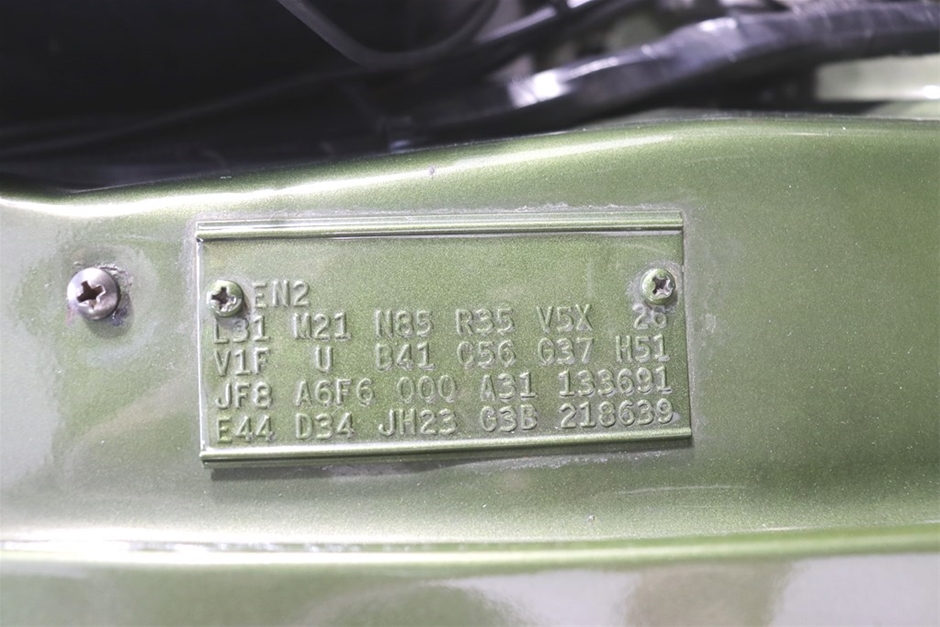 EN2
L31 M21 N85 R35 V5X 26
V1F U B41 C56 G37 H51
JF8 A6F6 000 A31 133691
E44 D34 JH23 G3B 218639